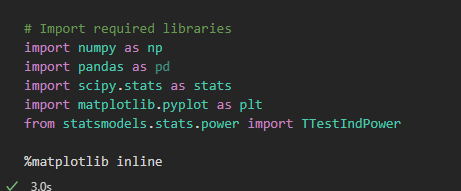 # Import required libraries
import numpy as np
import pandas as pd
import scipy.stats as stats
import matplotlib.pyplot as plt
from statsmodels.stats.power import TTestIndPower
%matplotlib inline
3.0s